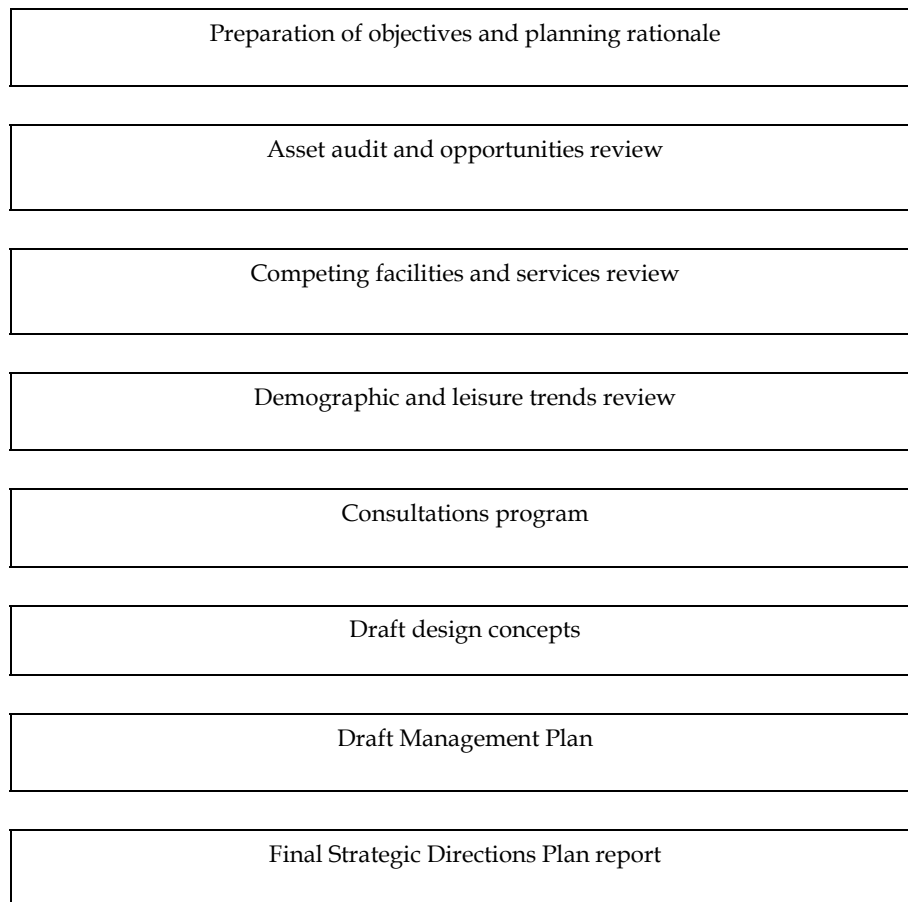 Preparation of objectives and planning rationale
Asset audit and opportunities review
Competing facilities and services review
Demographic and leisure trends review
Consultations program
Draft design concepts
Draft Management Plan
Final Strategic Directions Plan report